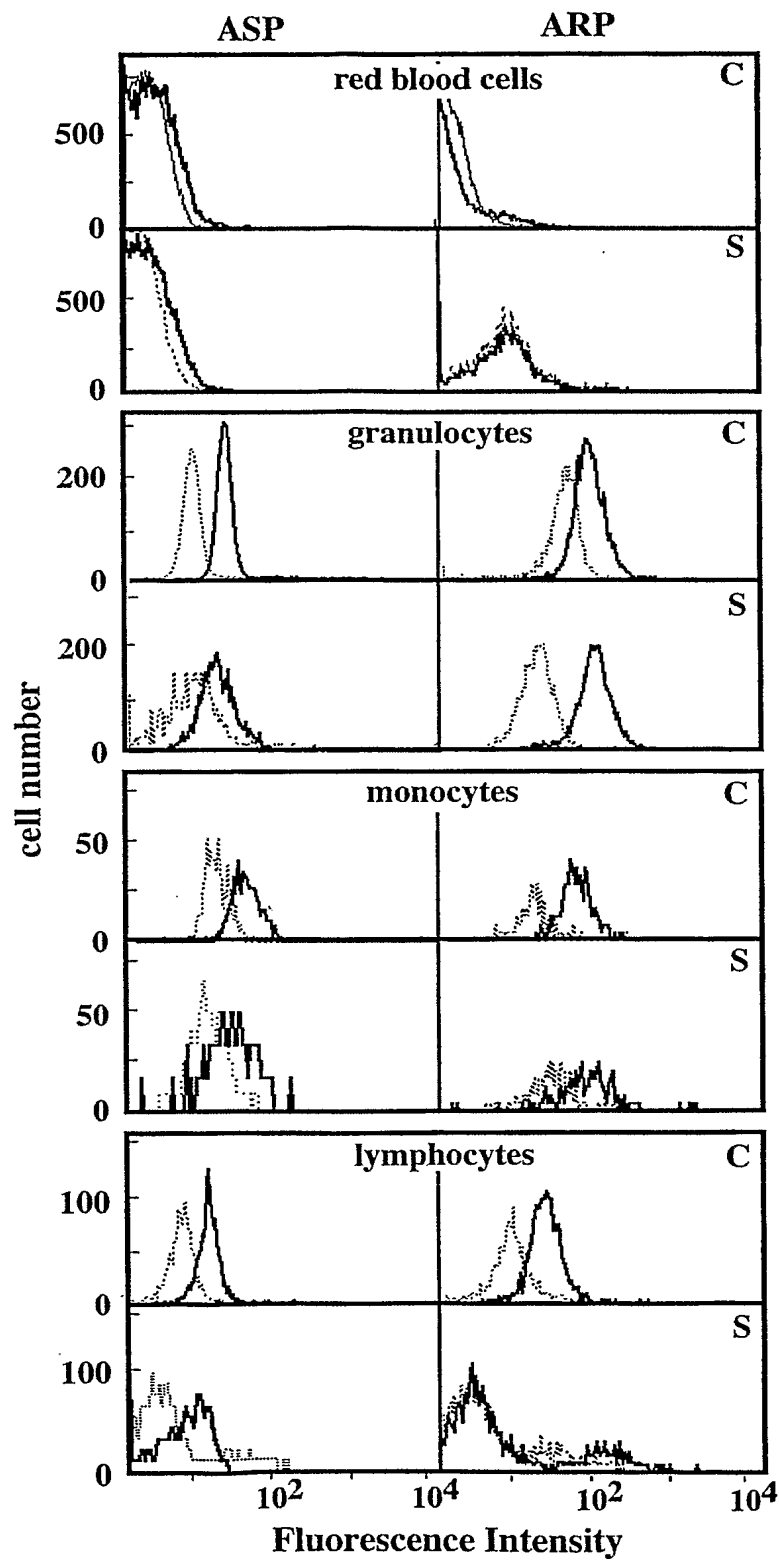 ASP ARP
red blood cells C
500
0
S
500
0
granulocytes C
200
0
S
200
0
cell number
monocytes C
50
0
S
50
0
lymphocytes C
100
0
S
100
0
10² 10⁴ 10² 10⁴
Fluorescence Intensity